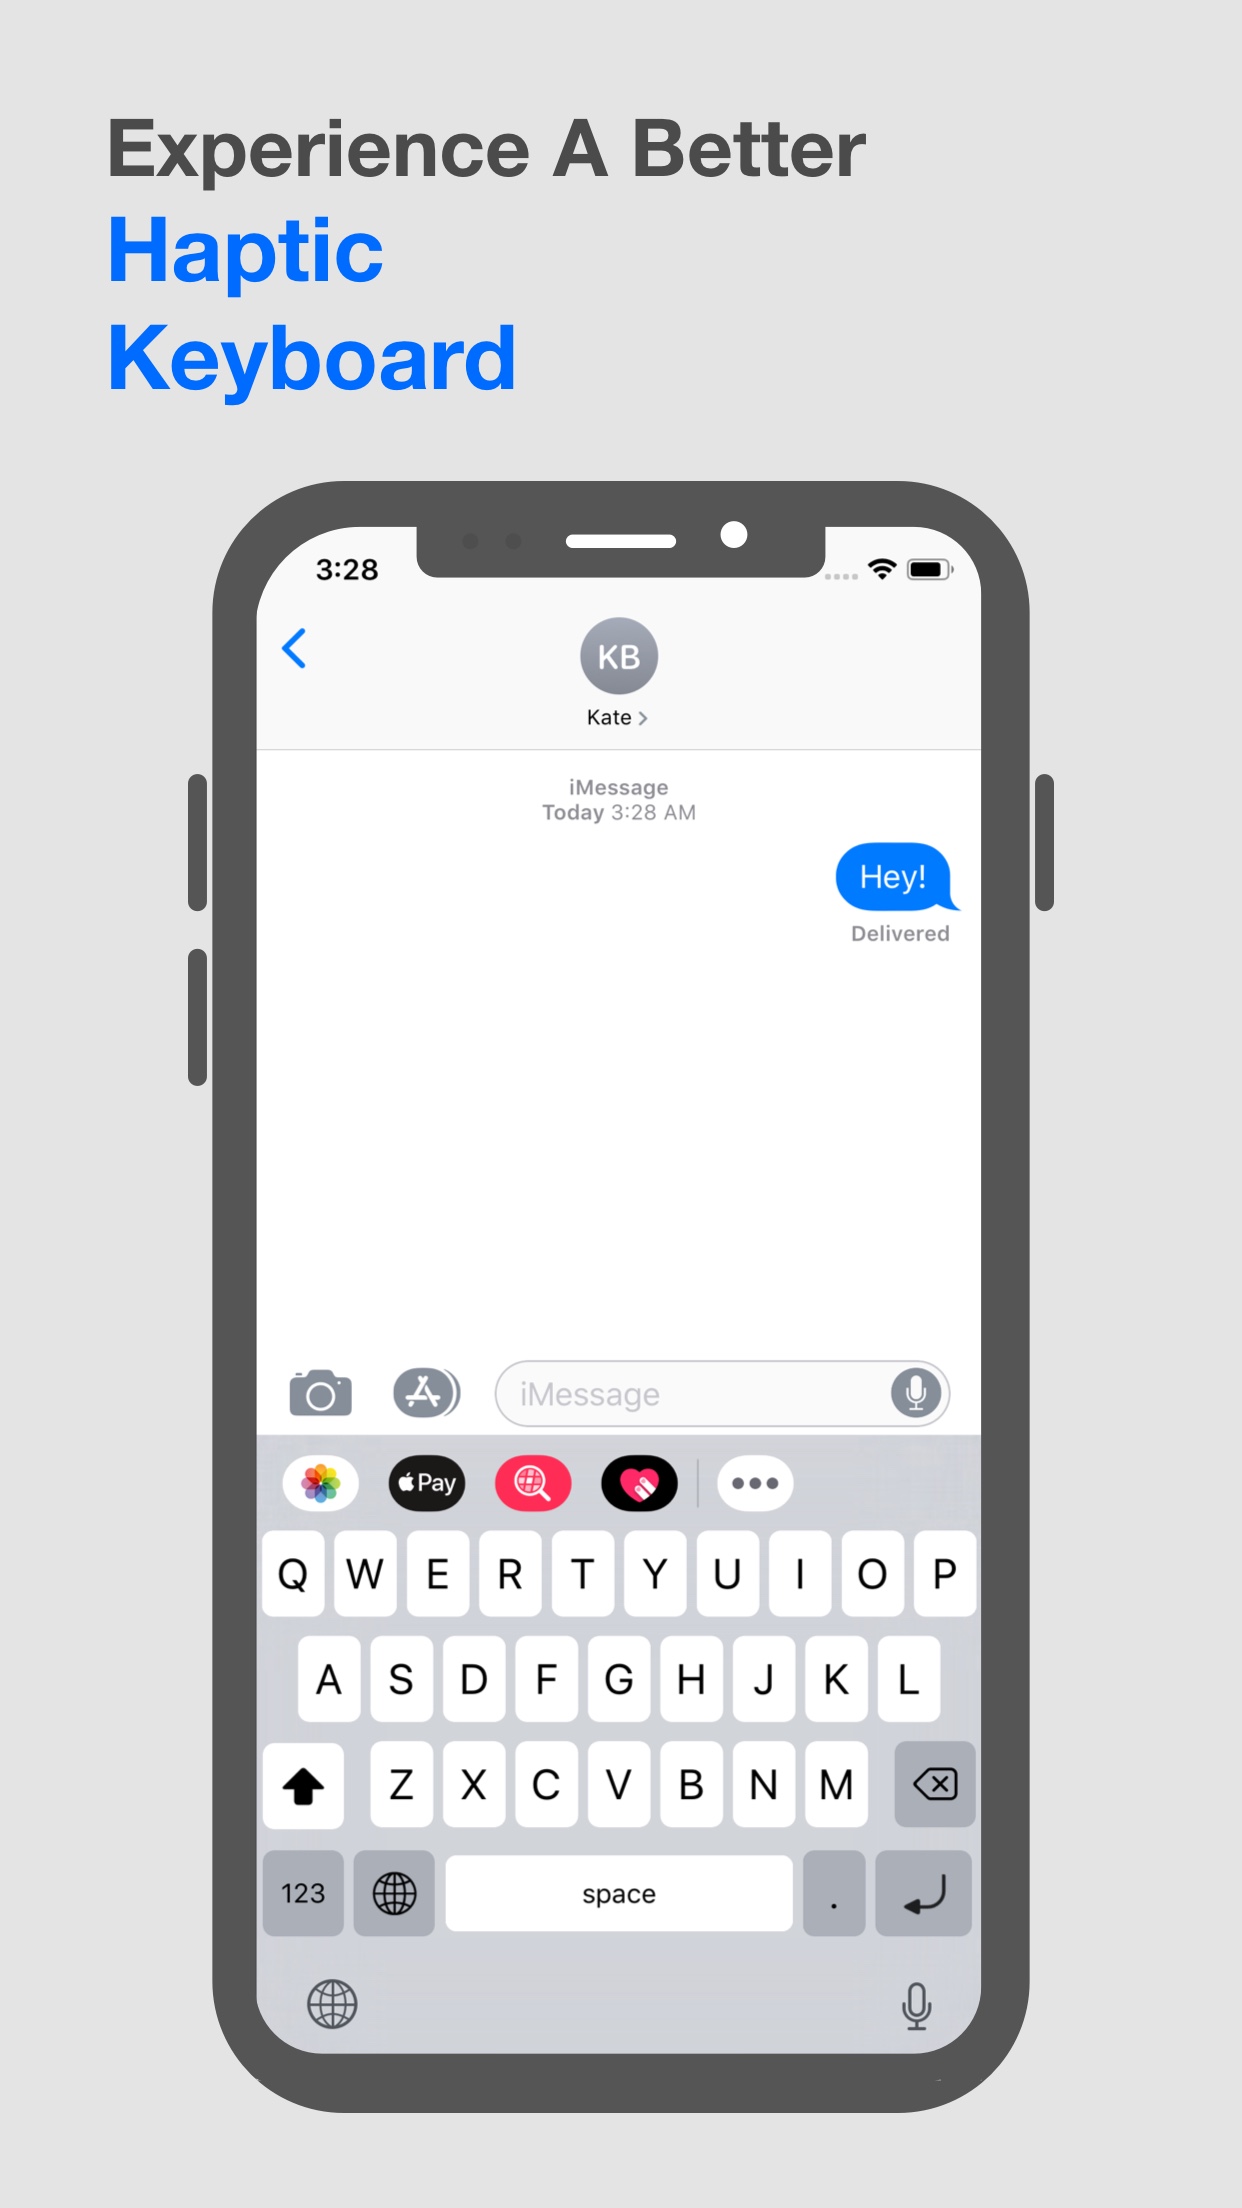 Experience A Better
Haptic
Keyboard
3:28
KB
Kate
iMessage
Today 3:28 AM
Hey!
Delivered
iMessage
Pay
Q W E R T Y U I O P
A S D F G H J K L
Z X C V B N M
123 space .